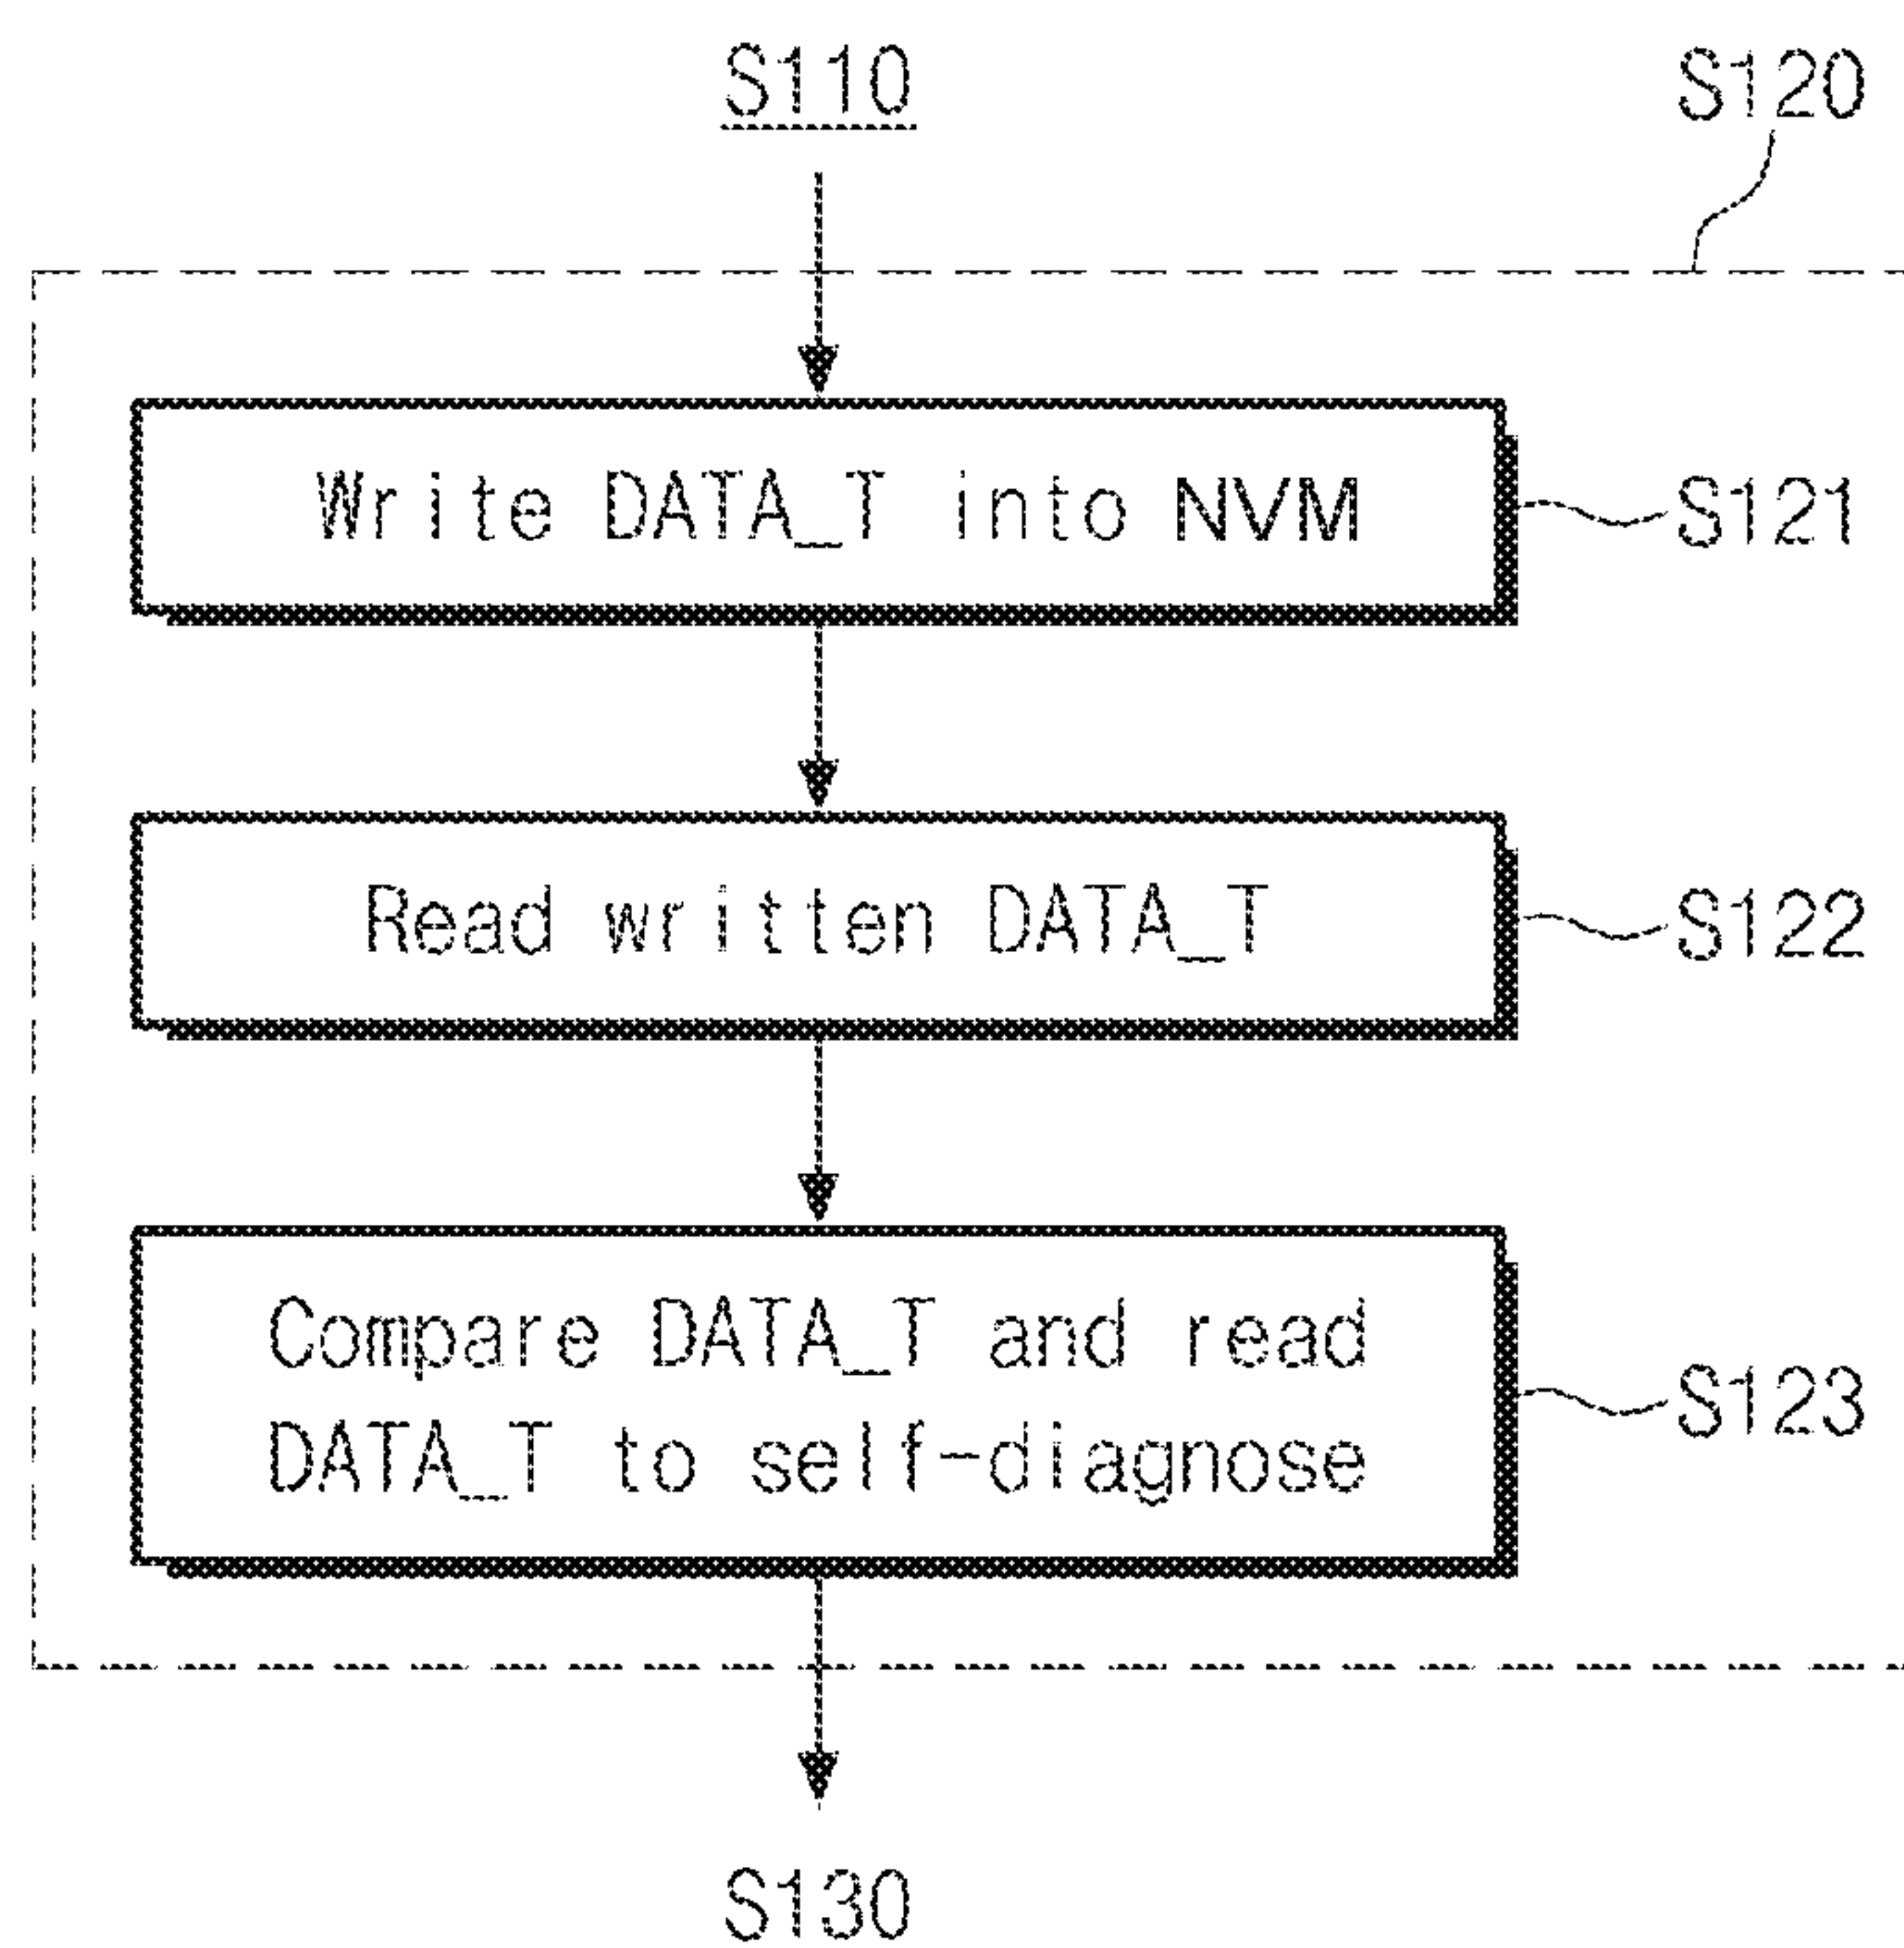 S110
S120
Write DATA_T into NVM
S121
Read written DATA_T
S122
Compare DATA_T and read
DATA_T to self-diagnose
S123
S130